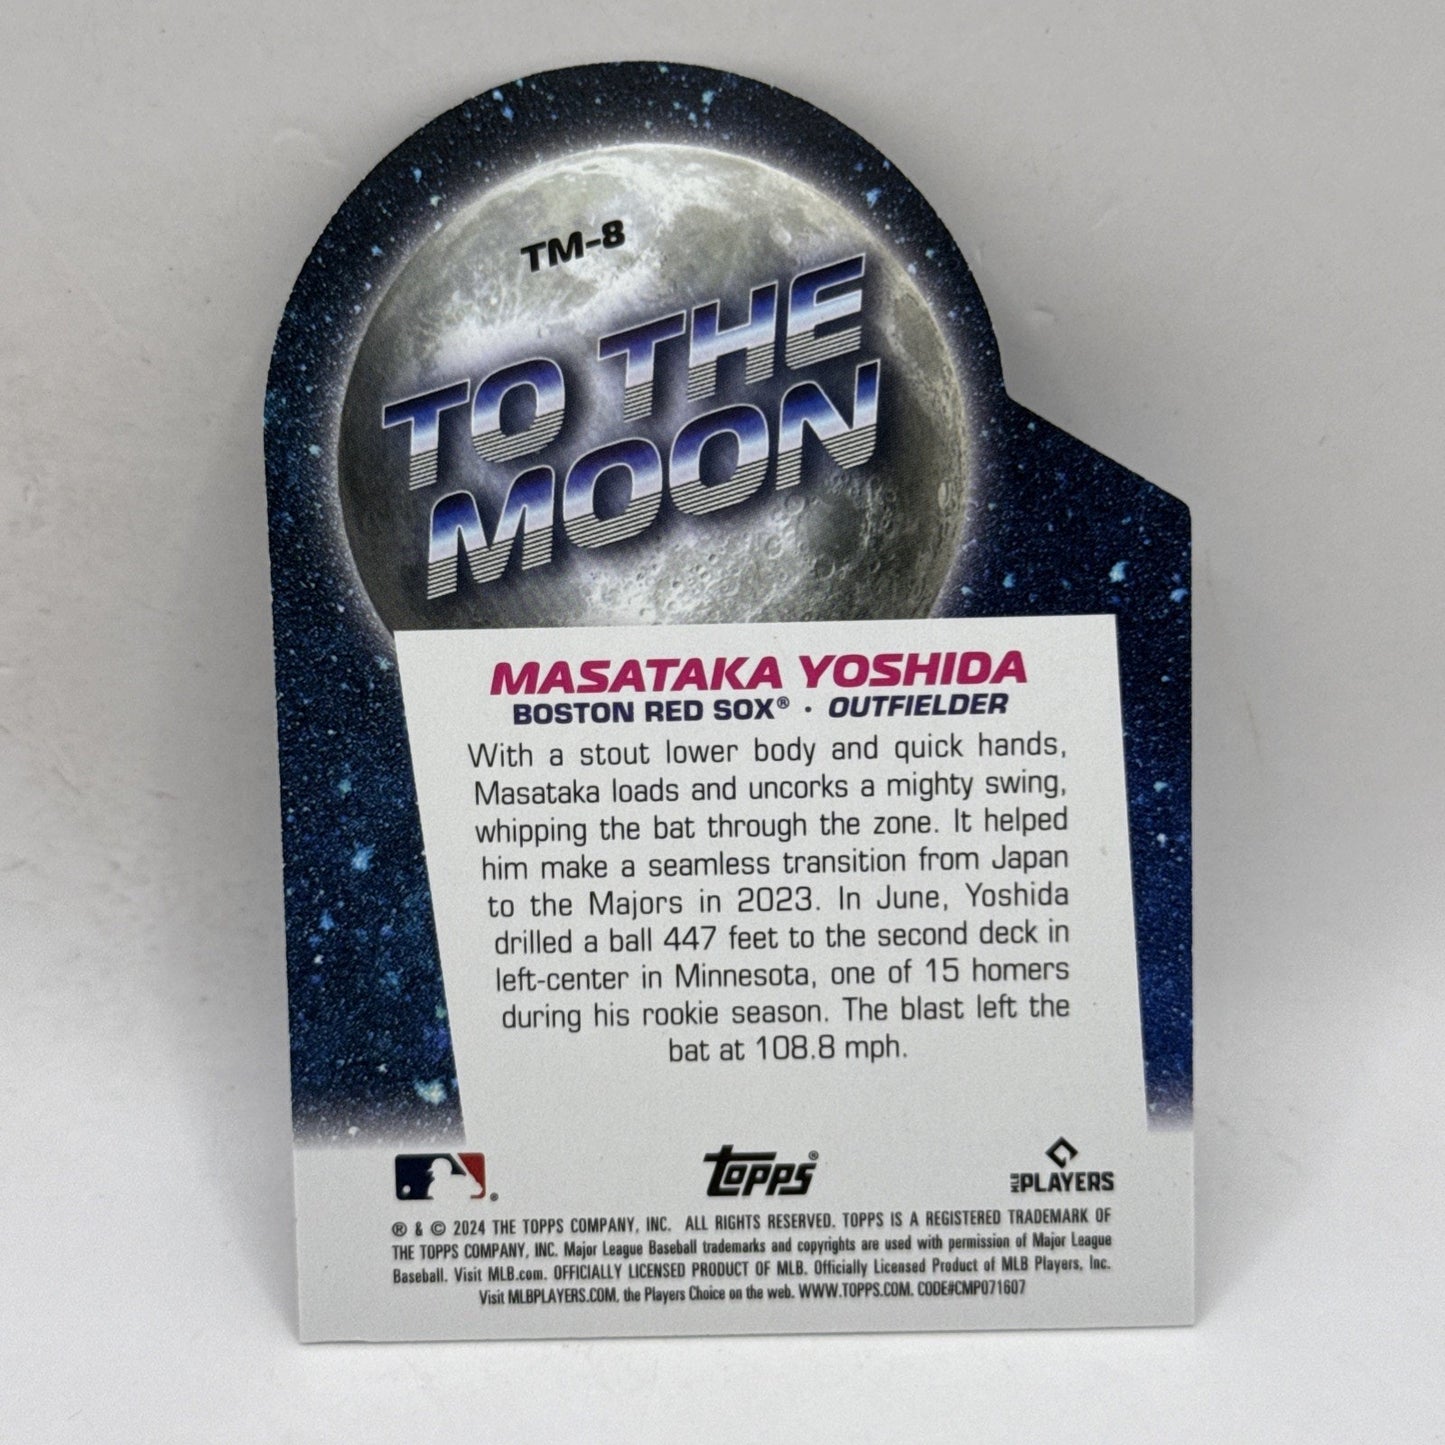 TM-8
TO THE
MOON
MASATAKA YOSHIDA
BOSTON RED SOX® · OUTFIELDER
With a stout lower body and quick hands,
Masataka loads and uncorks a mighty swing,
whipping the bat through the zone. It helped
him make a seamless transition from Japan
to the Majors in 2023. In June, Yoshida
drilled a ball 447 feet to the second deck in
left-center in Minnesota, one of 15 homers
during his rookie season. The blast left the
bat at 108.8 mph.
® topps® MLB PLAYERS
® & © 2024 THE TOPPS COMPANY, INC. ALL RIGHTS RESERVED. TOPPS IS A REGISTERED TRADEMARK OF
THE TOPPS COMPANY, INC. Major League Baseball trademarks and copyrights are used with permission of Major League
Baseball. Visit MLB.com. OFFICIALLY LICENSED PRODUCT OF MLB. Officially Licensed Product of MLB Players, Inc.
Visit MLBPLAYERS.COM, the Players Choice on the web. WWW.TOPPS.COM. CODE#CMP071607